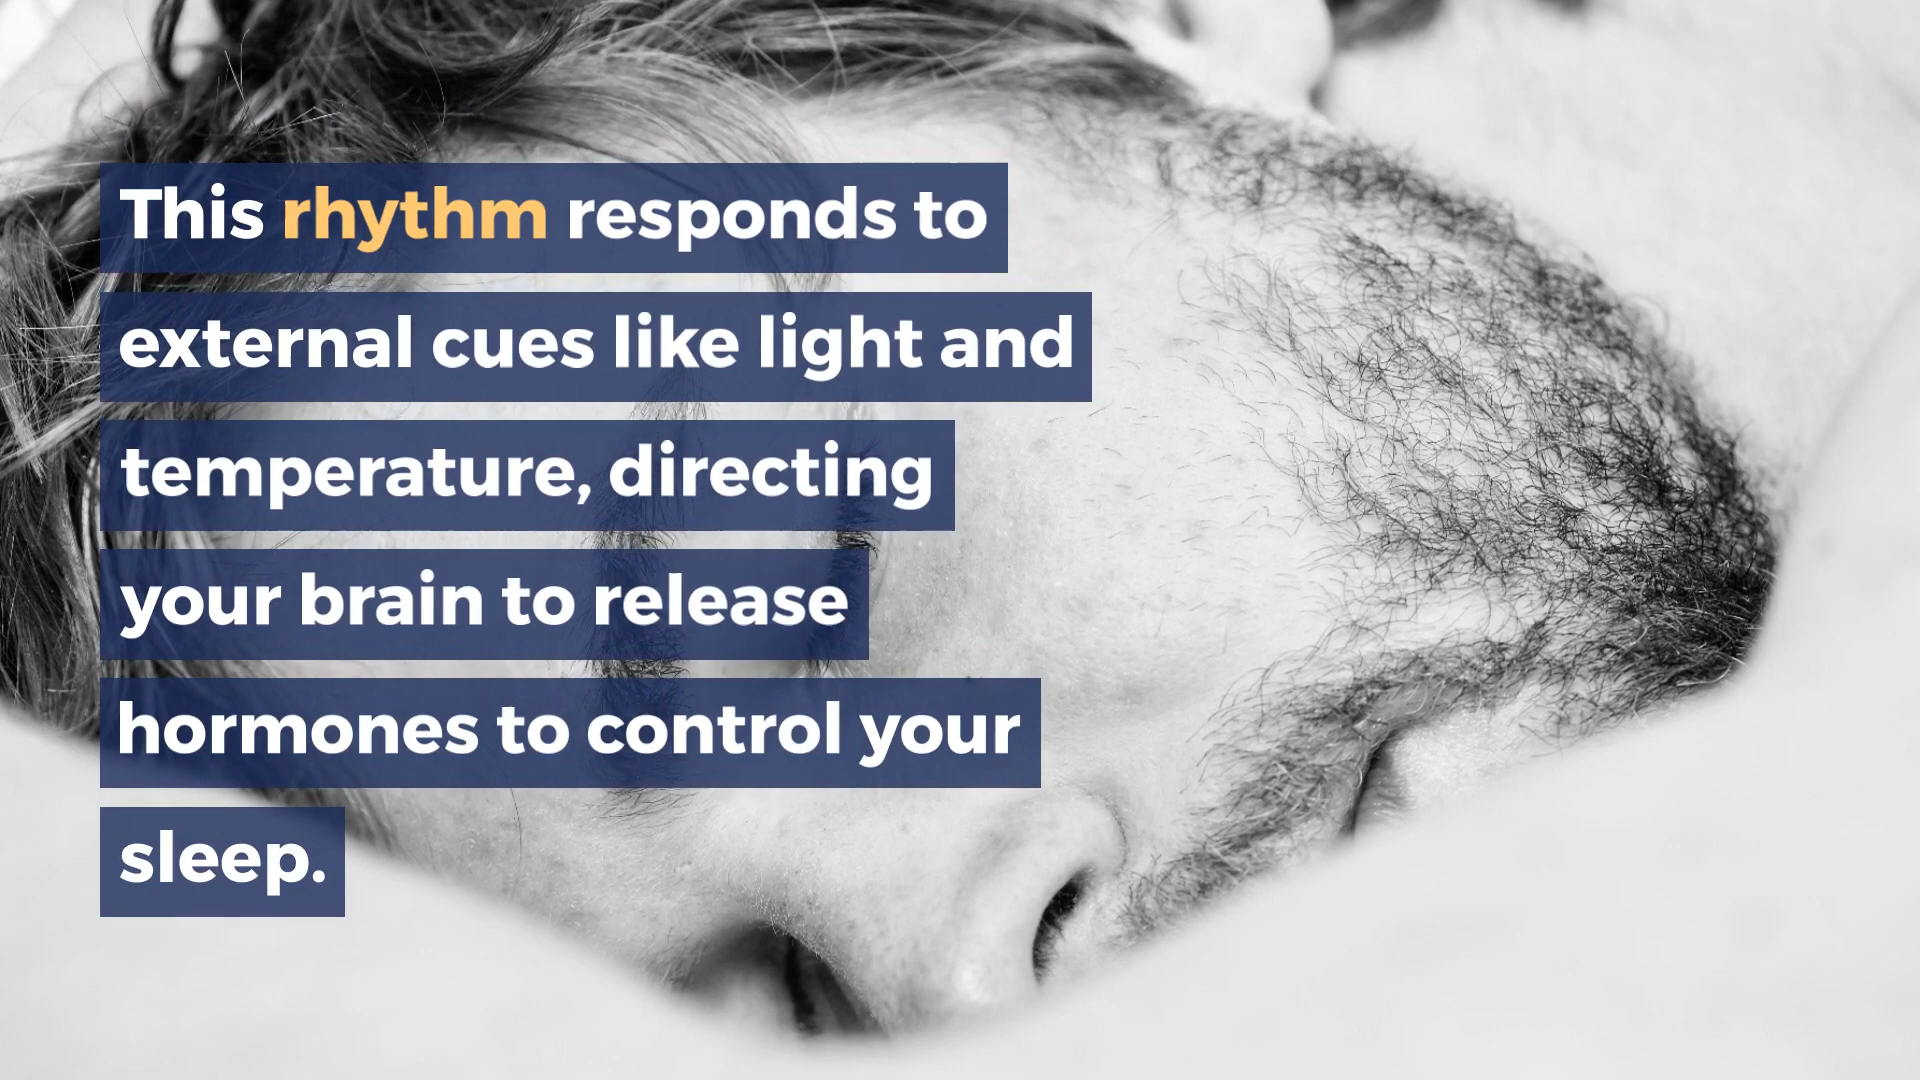 This rhythm responds to
external cues like light and
temperature, directing
your brain to release
hormones to control your
sleep.